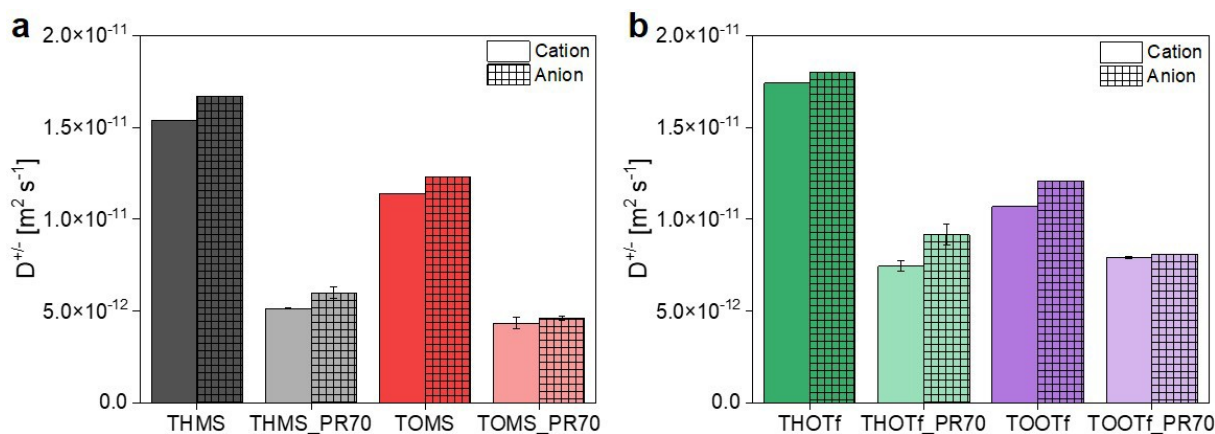 a
2.0×10⁻¹¹
1.5×10⁻¹¹
1.0×10⁻¹¹
5.0×10⁻¹²
0.0
D⁺/⁻ [m² s⁻¹]
Cation
Anion
THMS THMS_PR70 TOMS TOMS_PR70
b
2.0×10⁻¹¹
1.5×10⁻¹¹
1.0×10⁻¹¹
5.0×10⁻¹²
0.0
D⁺/⁻ [m² s⁻¹]
Cation
Anion
THOTf THOTf_PR70 TOOTf TOOTf_PR70